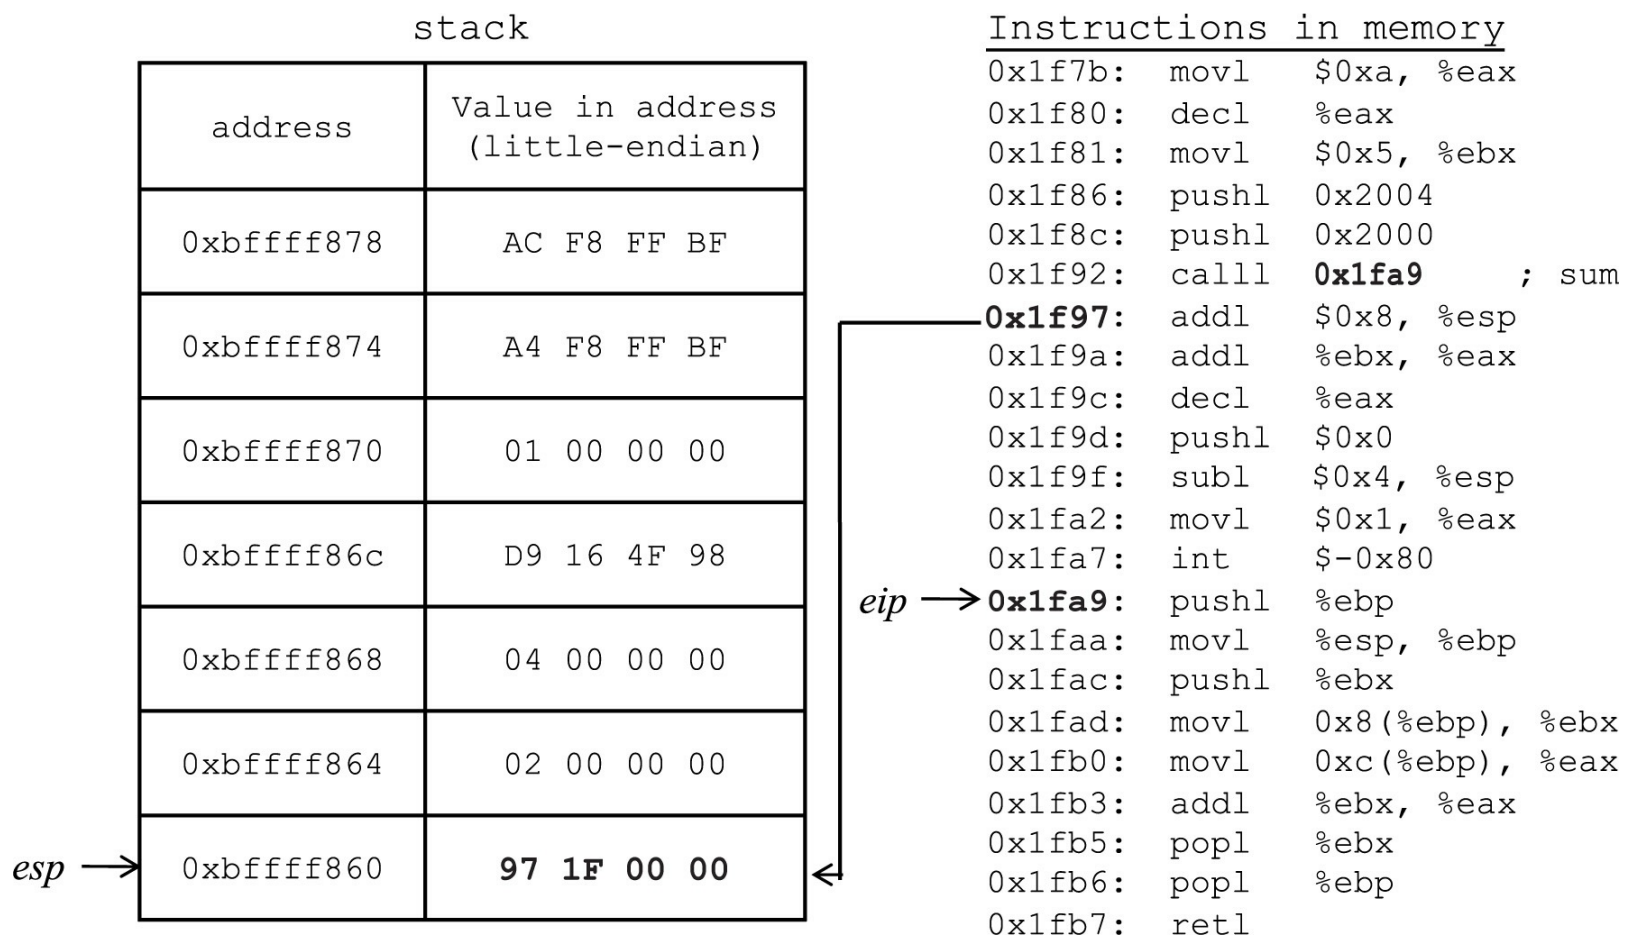 stack
address
Value in address
(little-endian)
0xbffff878 AC F8 FF BF
0xbffff874 A4 F8 FF BF
0xbffff870 01 00 00 00
0xbffff86c D9 16 4F 98
0xbffff868 04 00 00 00
0xbffff864 02 00 00 00
esp 0xbffff860 97 1F 00 00
Instructions in memory
0x1f7b: movl $0xa, %eax
0x1f80: decl %eax
0x1f81: movl $0x5, %ebx
0x1f86: pushl 0x2004
0x1f8c: pushl 0x2000
0x1f92: calll 0x1fa9 ; sum
0x1f97: addl $0x8, %esp
0x1f9a: addl %ebx, %eax
0x1f9c: decl %eax
0x1f9d: pushl $0x0
0x1f9f: subl $0x4, %esp
0x1fa2: movl $0x1, %eax
0x1fa7: int $-0x80
eip 0x1fa9: pushl %ebp
0x1faa: movl %esp, %ebp
0x1fac: pushl %ebx
0x1fad: movl 0x8(%ebp), %ebx
0x1fb0: movl 0xc(%ebp), %eax
0x1fb3: addl %ebx, %eax
0x1fb5: popl %ebx
0x1fb6: popl %ebp
0x1fb7: retl